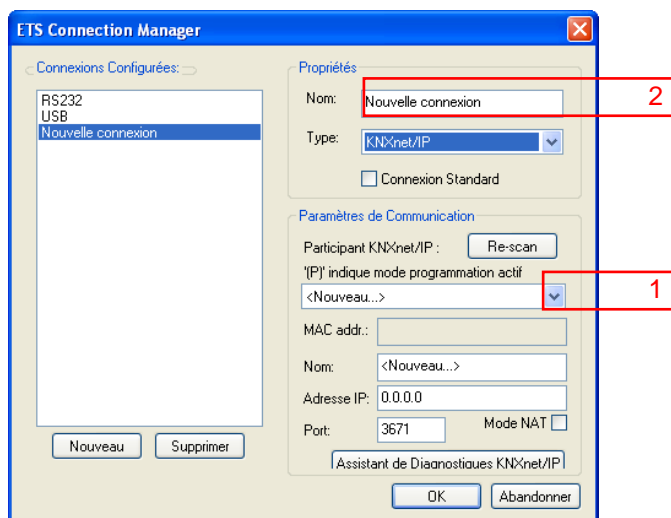 ETS Connection Manager
Connexions Configurées:
RS232
USB
Nouvelle connexion
Nouveau
Supprimer
Propriétés
Nom: Nouvelle connexion
2
Type: KNXnet/IP
Connexion Standard
Paramètres de Communication
Participant KNXnet/IP : Re-scan
'(P)' indique mode programmation actif
<Nouveau...>
1
MAC addr.:
Nom: <Nouveau...>
Adresse IP: 0.0.0.0
Port: 3671 Mode NAT
Assistant de Diagnostiques KNXnet/IP
OK Abandonner